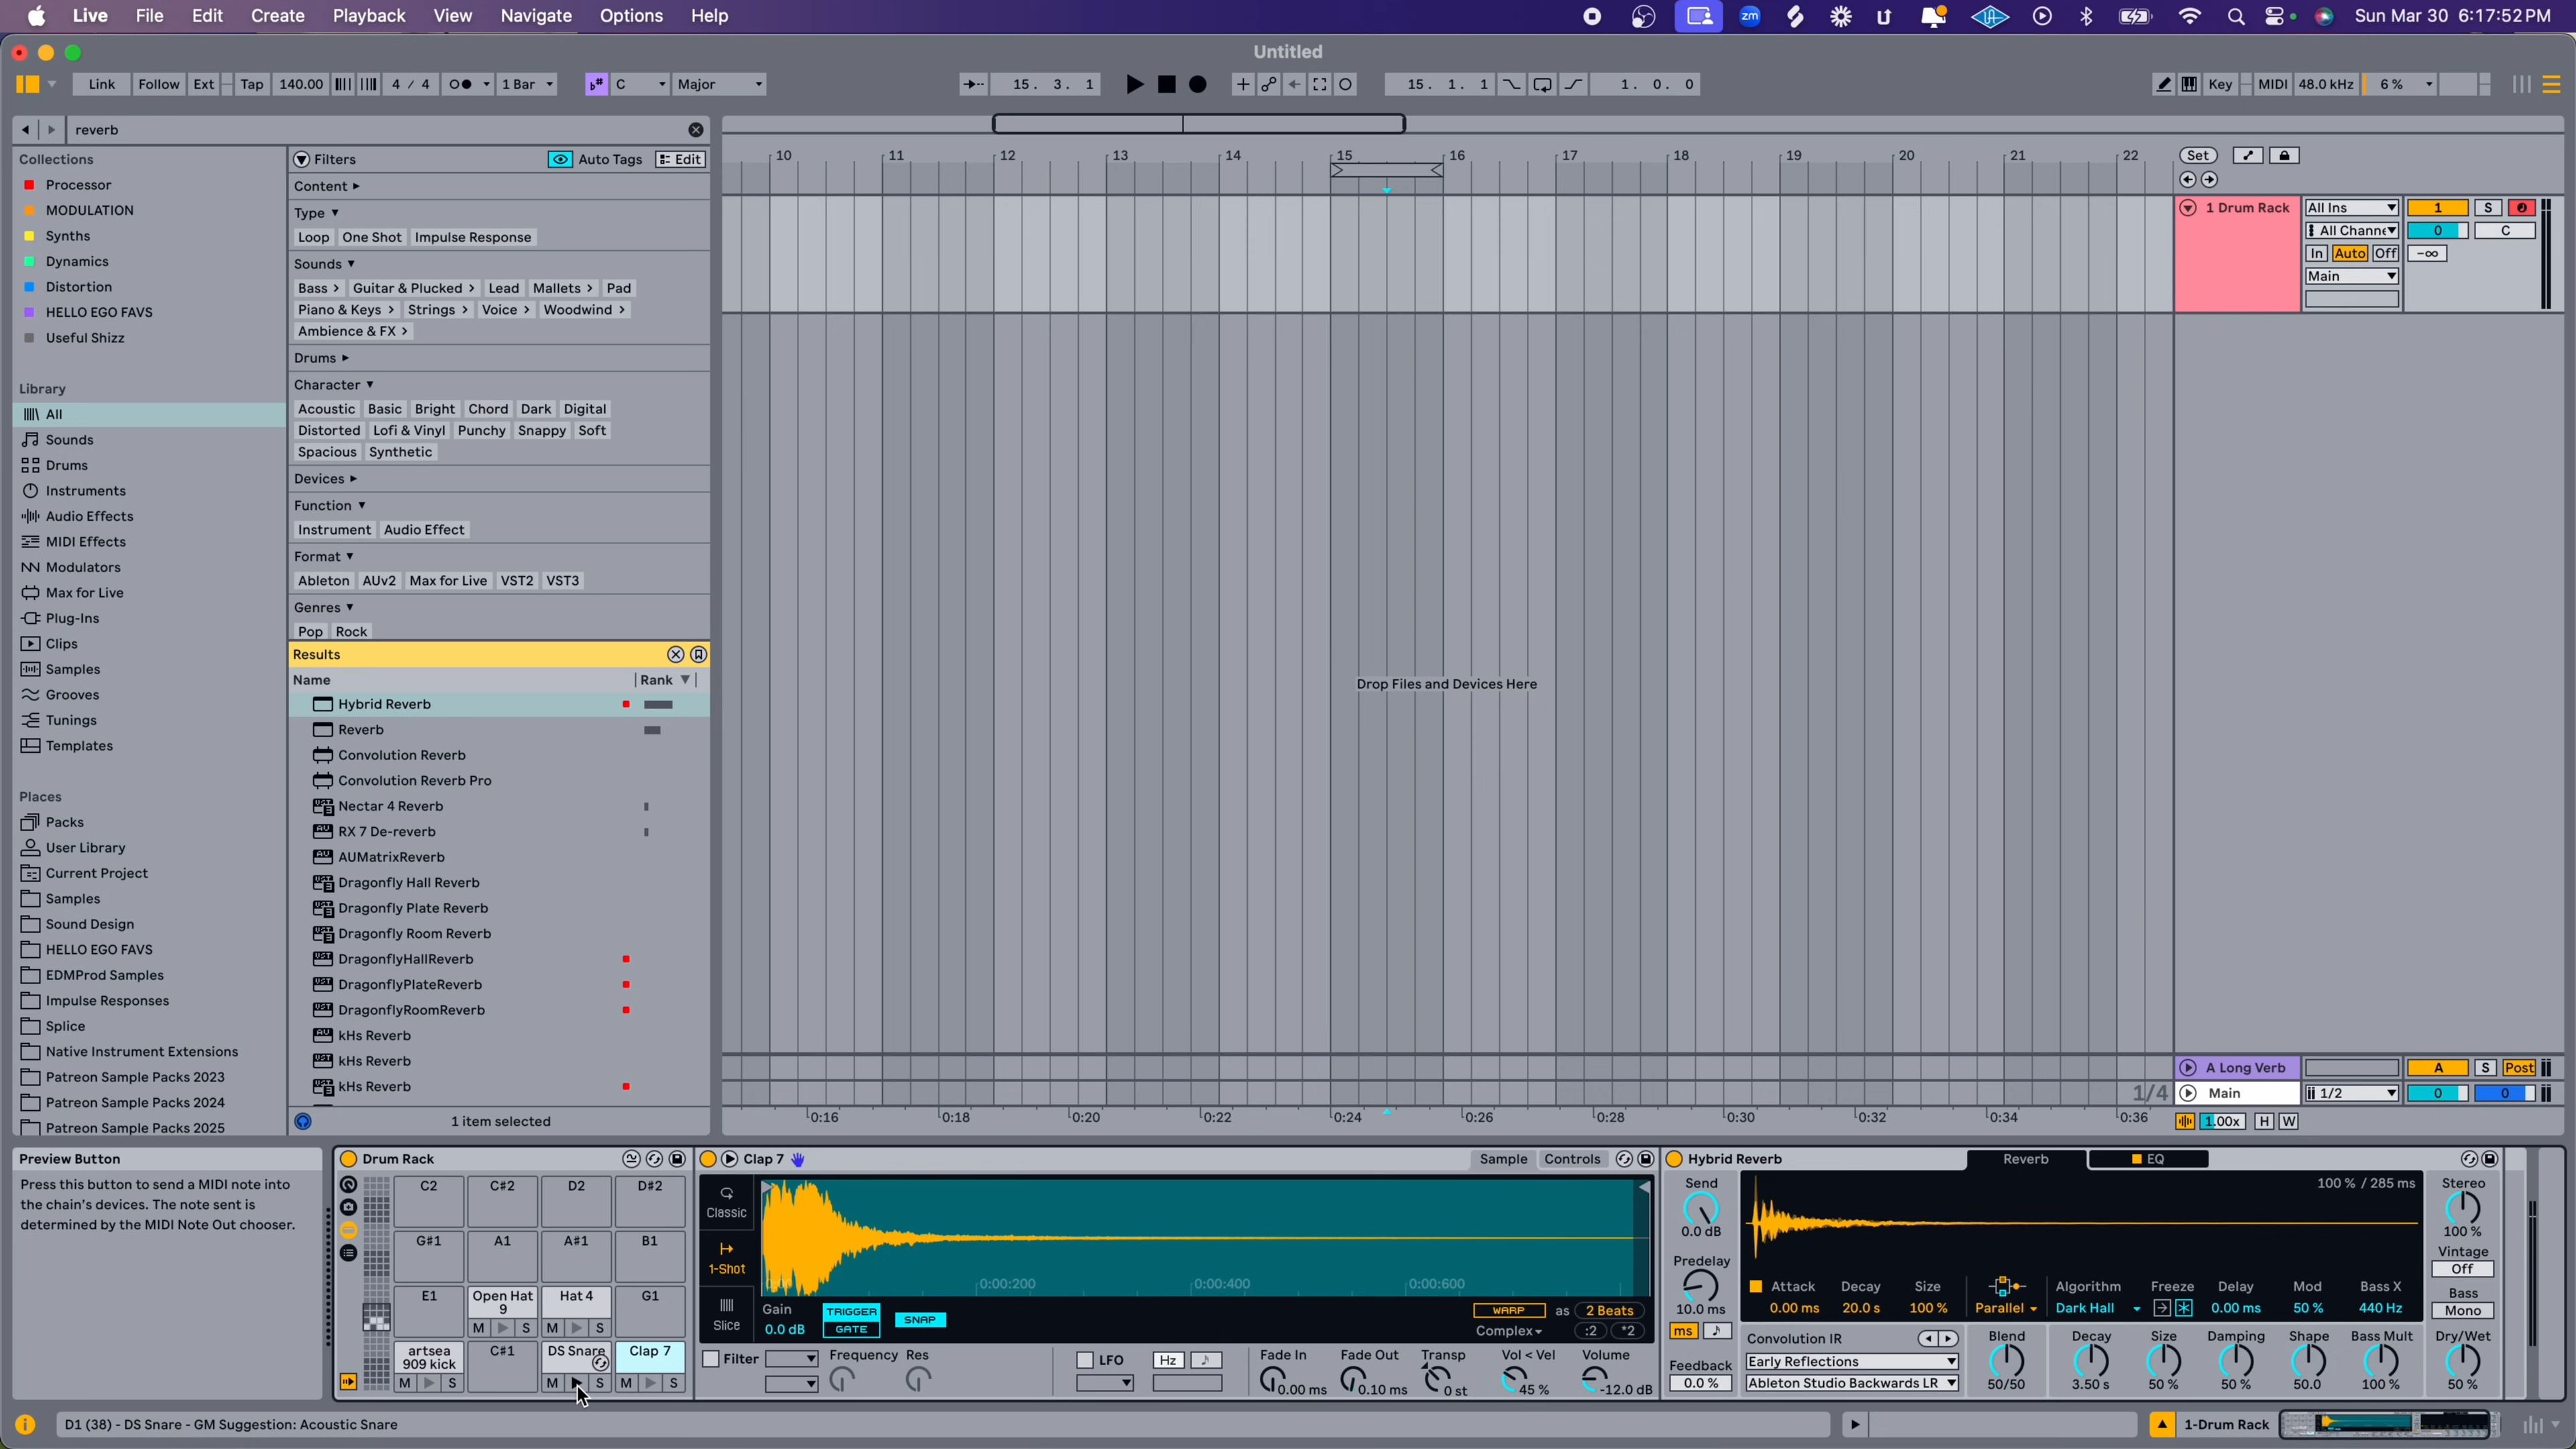 Live File Edit Create Playback View Navigate Options Help zm Sun Mar 30 6:17:52 PM
Untitled
Link Follow Ext Tap 140.00 4 / 4 1 Bar C Major 15. 3. 1 15. 1. 1 1. 0. 0 Key MIDI 48.0 kHz 6 %
reverb
Collections
Processor
MODULATION
Synths
Dynamics
Distortion
HELLO EGO FAVS
Useful Shizz
Library
All
Sounds
Drums
Instruments
Audio Effects
MIDI Effects
Modulators
Max for Live
Plug-Ins
Clips
Samples
Grooves
Tunings
Templates
Places
Packs
User Library
Current Project
Samples
Sound Design
HELLO EGO FAVS
EDMProd Samples
Impulse Responses
Splice
Native Instrument Extensions
Patreon Sample Packs 2023
Patreon Sample Packs 2024
Patreon Sample Packs 2025
Filters Auto Tags Edit
Content
Type
Loop One Shot Impulse Response
Sounds
Bass > Guitar & Plucked > Lead Mallets > Pad
Piano & Keys > Strings > Voice > Woodwind >
Ambience & FX >
Drums
Character
Acoustic Basic Bright Chord Dark Digital
Distorted Lofi & Vinyl Punchy Snappy Soft
Spacious Synthetic
Devices
Function
Instrument Audio Effect
Format
Ableton AUv2 Max for Live VST2 VST3
Genres
Pop Rock
Results
Name Rank
Hybrid Reverb
Reverb
Convolution Reverb
Convolution Reverb Pro
Nectar 4 Reverb
RX 7 De-reverb
AUMatrixReverb
Dragonfly Hall Reverb
Dragonfly Plate Reverb
Dragonfly Room Reverb
DragonflyHallReverb
DragonflyPlateReverb
DragonflyRoomReverb
kHs Reverb
kHs Reverb
kHs Reverb
1 item selected
10 11 12 13 14 15 16 17 18 19 20 21 22
Set
1 Drum Rack All Ins 1 S
All Channe 0 C
In Auto Off -∞
Main
Drop Files and Devices Here
A Long Verb A S Post
1/4 Main 1/2 0 0
0:16 0:18 0:20 0:22 0:24 0:26 0:28 0:30 0:32 0:34 0:36 1.00x H W
Preview Button
Press this button to send a MIDI note into
the chain's devices. The note sent is
determined by the MIDI Note Out chooser.
Drum Rack
C2 C#2 D2 D#2
G#1 A1 A#1 B1
E1 Open Hat 9 Hat 4 G1
M S M S
artsea 909 kick C#1 DS Snare Clap 7
M S M S M S
Clap 7 Sample Controls
Classic
1-Shot
Slice
0:00:200 0:00:400 0:00:600
Gain TRIGGER SNAP WARP as 2 Beats
0.0 dB GATE Complex :2 *2
Filter Frequency Res LFO Hz Fade In Fade Out Transp Vol < Vel Volume
0.00 ms 0.10 ms 0 st 45 % -12.0 dB
Hybrid Reverb Reverb EQ
Send 100 % / 285 ms Stereo
0.0 dB 100 %
Predelay Vintage
10.0 ms Off
Attack Decay Size Algorithm Freeze Delay Mod Bass X Bass
0.00 ms 20.0 s 100 % Parallel Dark Hall 0.00 ms 50 % 440 Hz Mono
ms Convolution IR Blend Decay Size Damping Shape Bass Mult Dry/Wet
Feedback Early Reflections
0.0 % Ableton Studio Backwards LR 50/50 3.50 s 50 % 50 % 50.0 100 % 50 %
D1 (38) - DS Snare - GM Suggestion: Acoustic Snare 1-Drum Rack